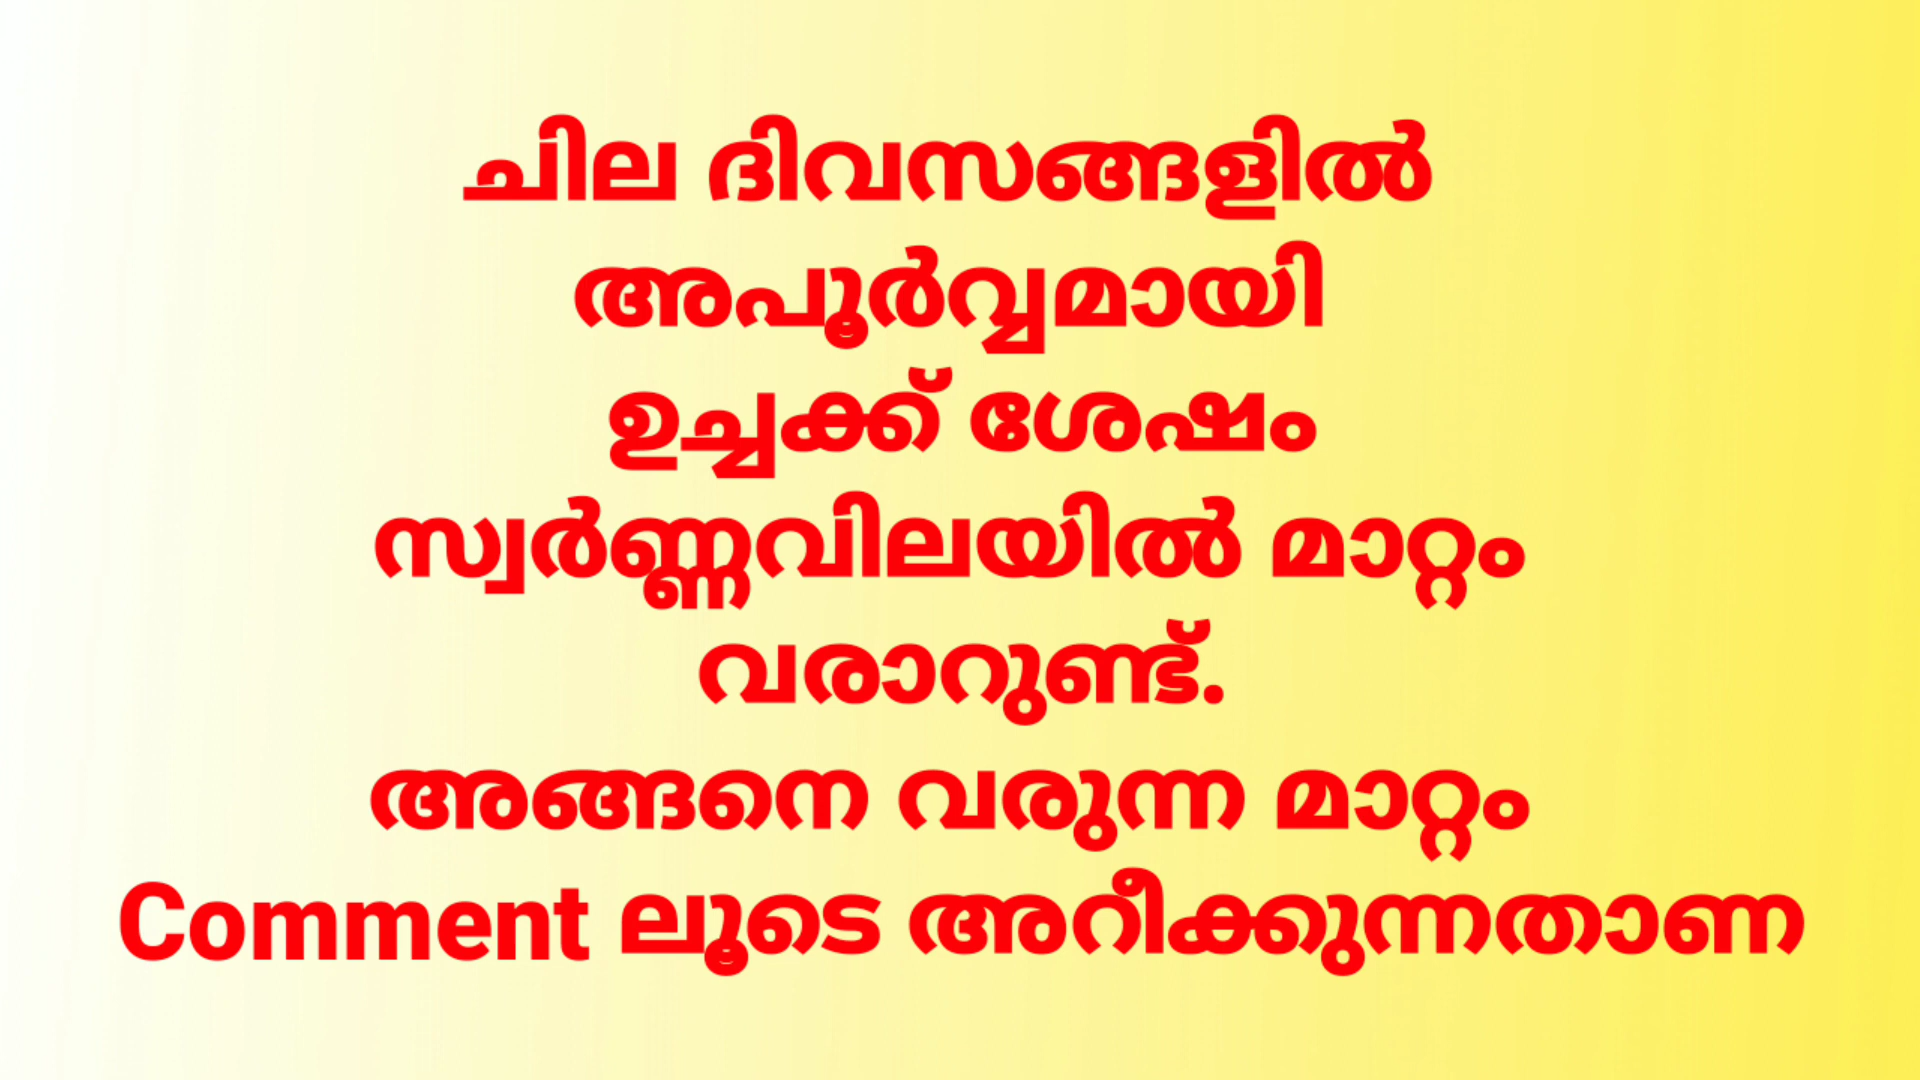 ചില ദിവസങ്ങളിൽ
അപൂർവ്വമായി
ഉച്ചക്ക് ശേഷം
സ്വർണ്ണവിലയിൽ മാറ്റം
വരാറുണ്ട്.
അങ്ങനെ വരുന്ന മാറ്റം
Comment ലൂടെ അറീക്കുന്നതാണ